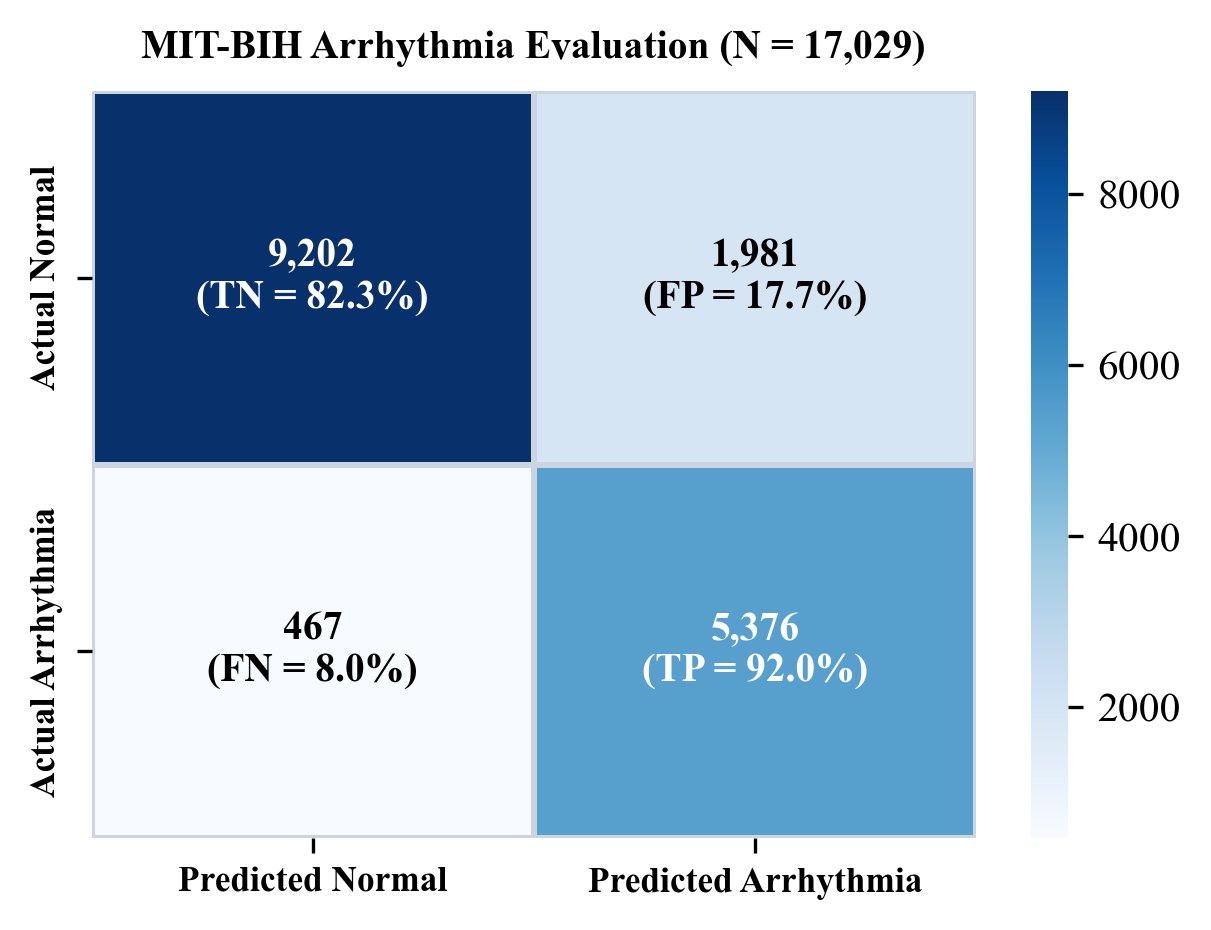 MIT-BIH Arrhythmia Evaluation (N = 17,029)
Actual Normal
9,202
(TN = 82.3%)
1,981
(FP = 17.7%)
Actual Arrhythmia
467
(FN = 8.0%)
5,376
(TP = 92.0%)
Predicted Normal
Predicted Arrhythmia
8000
6000
4000
2000